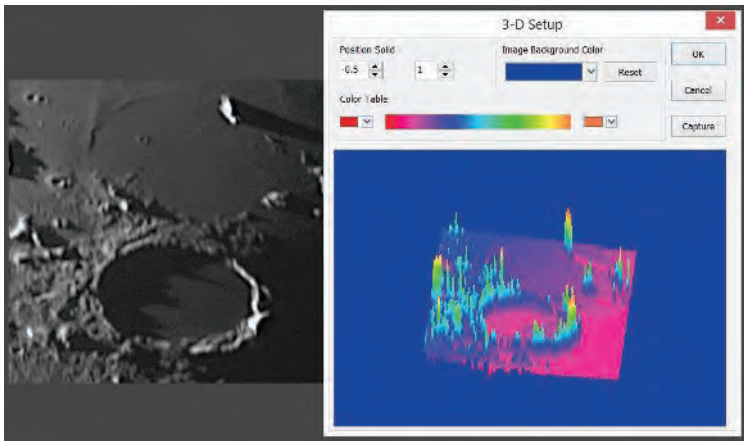 3-D Setup
Position Solid
-0.5
1
Image Background Color
Reset
OK
Color Table
Cancel
Capture